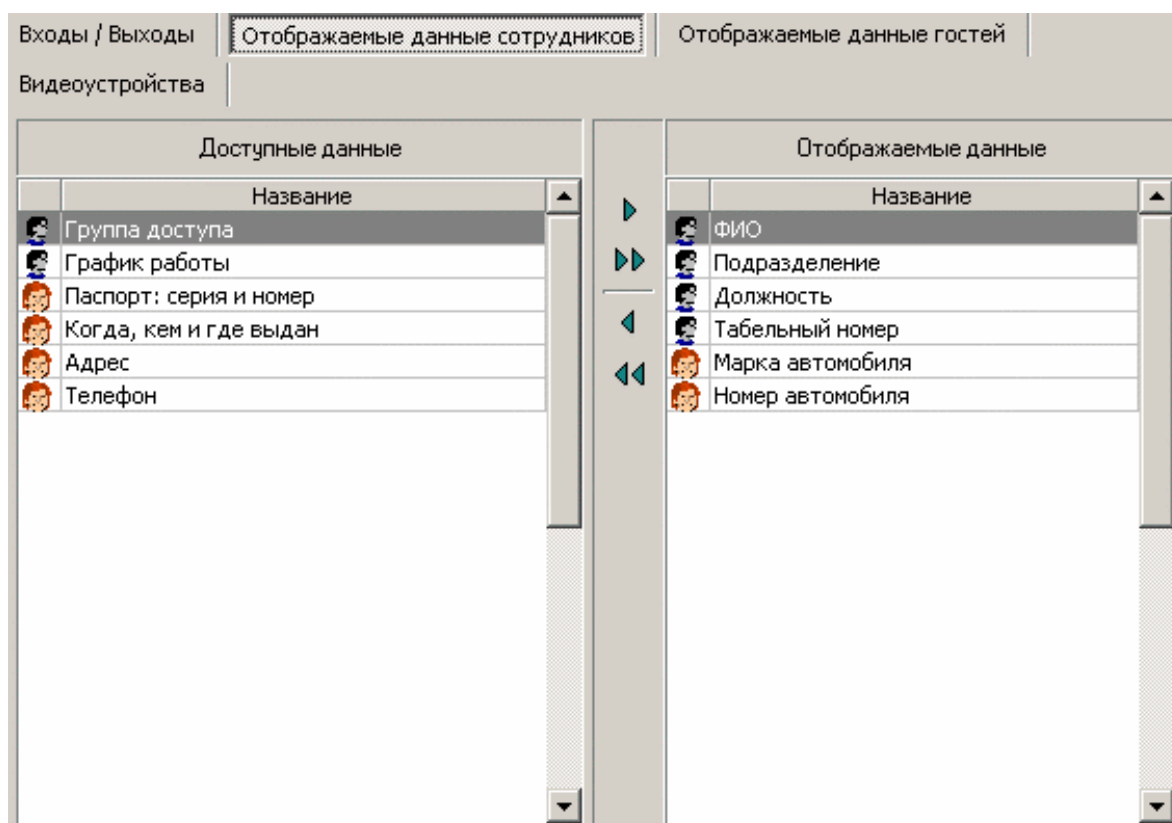 Входы / Выходы
Отображаемые данные сотрудников
Отображаемые данные гостей
Видеоустройства
Доступные данные
Название
Группа доступа
График работы
Паспорт: серия и номер
Когда, кем и где выдан
Адрес
Телефон
Отображаемые данные
Название
ФИО
Подразделение
Должность
Табельный номер
Марка автомобиля
Номер автомобиля